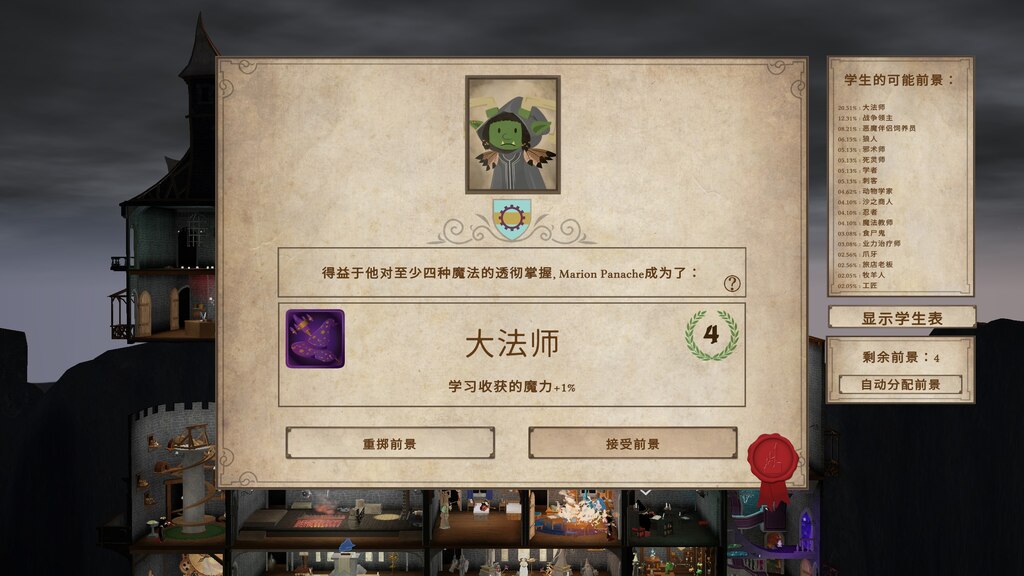 得益于他对至少四种魔法的透彻掌握, Marion Panache成为了：
?
大法师
4
学习收获的魔力+1%
重掷前景
接受前景
学生的可能前景：
20.51% : 大法师
12.31% : 战争领主
08.21% : 恶魔伴侣饲养员
06.15% : 狼人
05.13% : 邪术师
05.13% : 死灵师
05.13% : 学者
05.13% : 刺客
04.62% : 动物学家
04.10% : 沙之商人
04.10% : 忍者
04.10% : 魔法教师
03.08% : 食尸鬼
03.08% : 业力治疗师
02.56% : 爪牙
02.56% : 旅店老板
02.05% : 牧羊人
02.05% : 工匠
显示学生表
剩余前景：4
自动分配前景